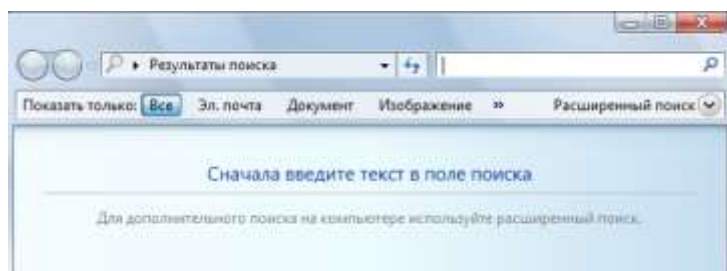 Результаты поиска
Показать только: Все Эл. почта Документ Изображение » Расширенный поиск
Сначала введите текст в поле поиска
Для дополнительного поиска на компьютере используйте расширенный поиск.